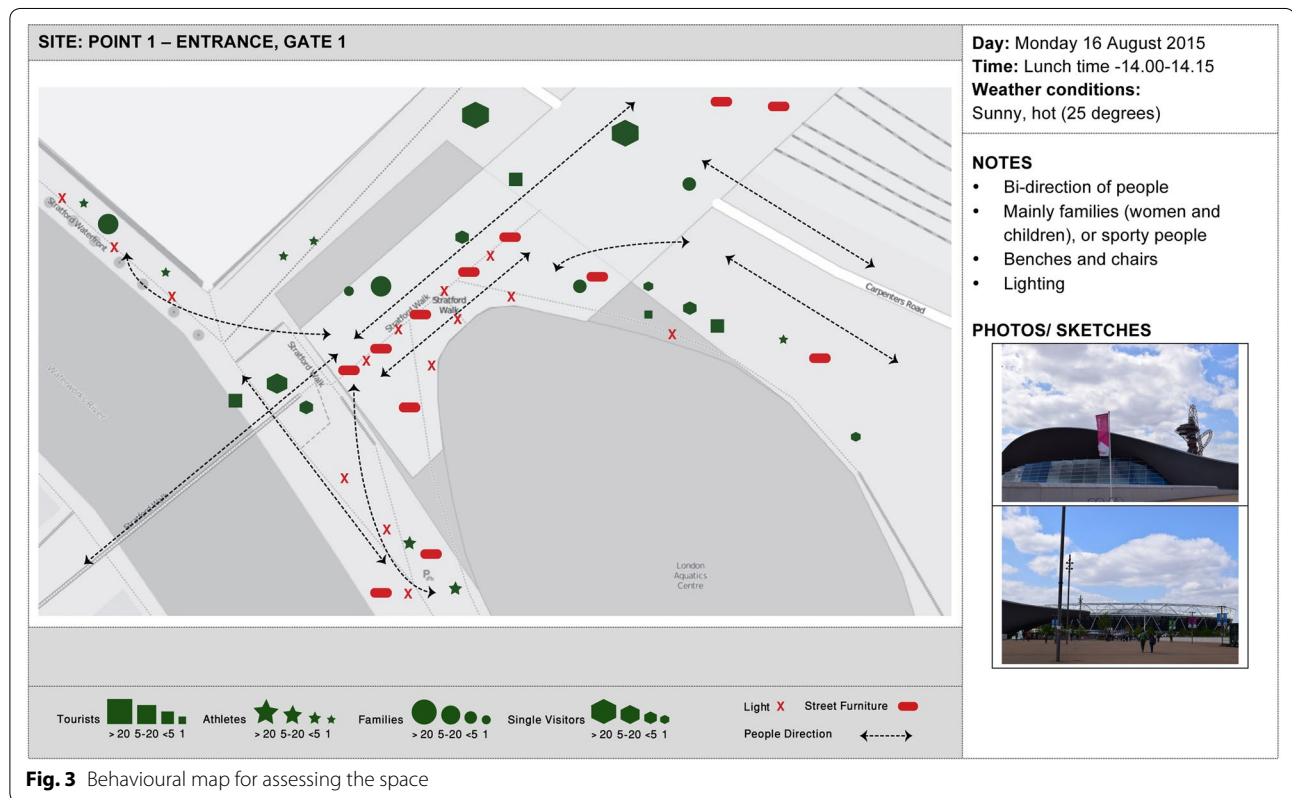 SITE: POINT 1 – ENTRANCE, GATE 1
Day: Monday 16 August 2015
Time: Lunch time -14.00-14.15
Weather conditions:
Sunny, hot (25 degrees)
NOTES
• Bi-direction of people
• Mainly families (women and
children), or sporty people
• Benches and chairs
• Lighting
PHOTOS/ SKETCHES
Stratford Waterfront
Stratford Walk
Stratford
Walk
Stratford Walk
Carpenters Road
Waterworks River
London
Aquatics
Centre
P
Tourists
> 20 5-20 <5 1
Athletes
> 20 5-20 <5 1
Families
> 20 5-20 <5 1
Single Visitors
> 20 5-20 <5 1
Light X
Street Furniture
People Direction
Fig. 3 Behavioural map for assessing the space